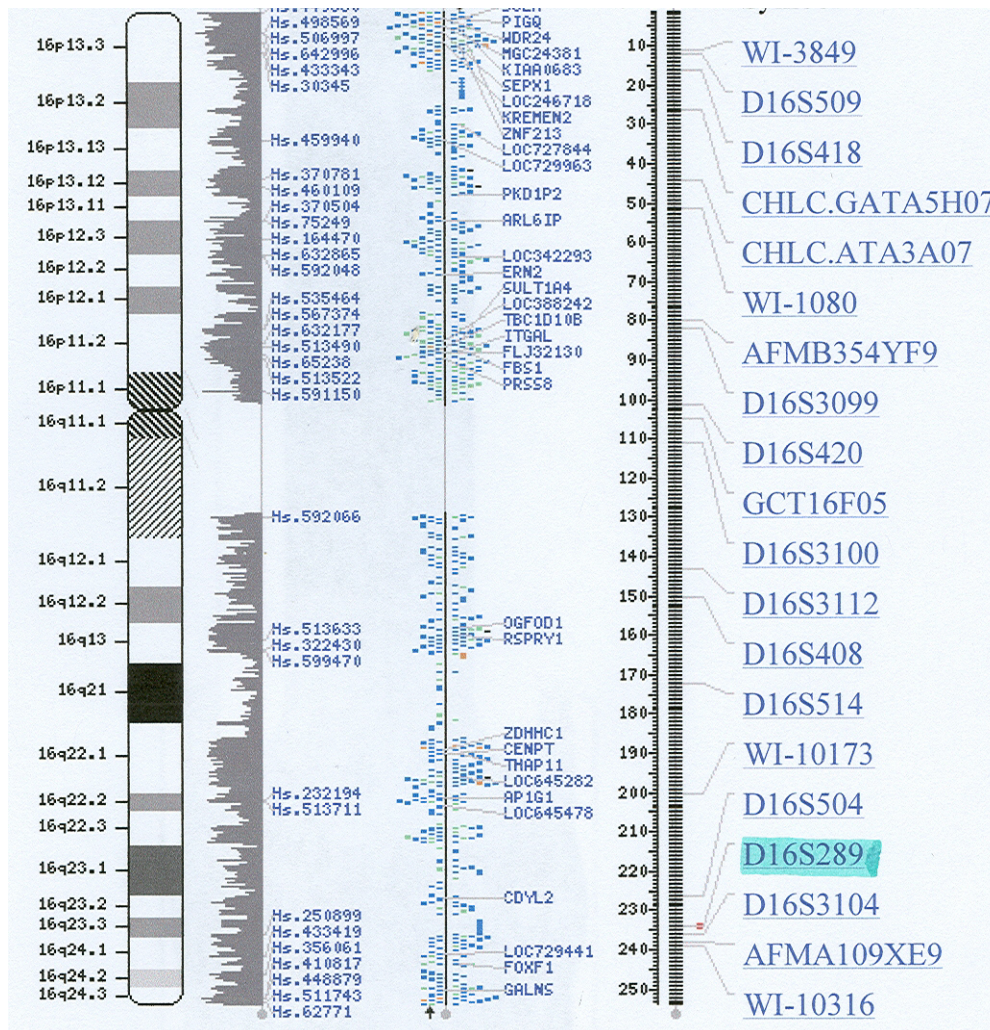 16p13.3
16p13.2
16p13.13
16p13.12
16p13.11
16p12.3
16p12.2
16p12.1
16p11.2
16p11.1
16q11.1
16q11.2
16q12.1
16q12.2
16q13
16q21
16q22.1
16q22.2
16q22.3
16q23.1
16q23.2
16q23.3
16q24.1
16q24.2
16q24.3
Hs.498569
Hs.506997
Hs.642996
Hs.433343
Hs.30345
Hs.459940
Hs.370781
Hs.460109
Hs.370504
Hs.75249
Hs.164470
Hs.632865
Hs.592048
Hs.535464
Hs.567374
Hs.632177
Hs.513490
Hs.65238
Hs.513522
Hs.591150
Hs.592066
Hs.513633
Hs.322430
Hs.599470
Hs.232194
Hs.513711
Hs.250899
Hs.433419
Hs.356061
Hs.410817
Hs.448879
Hs.511743
Hs.62771
PIGQ
WDR24
MGC24381
KIAA0683
SEPX1
LOC246718
KREMEN2
ZNF213
LOC727844
LOC729963
PKD1P2
ARL6IP
LOC342293
ERN2
SULT1A4
LOC388242
TBC1D10B
ITGAL
FLJ32130
FBS1
PRSS8
OGFOD1
RSPRY1
ZDHHC1
CENPT
THAP11
LOC645282
AP1G1
LOC645478
CDYL2
LOC729441
FOXF1
GALNS
10
20
30
40
50
60
70
80
90
100
110
120
130
140
150
160
170
180
190
200
210
220
230
240
250
WI-3849
D16S509
D16S418
CHLC.GATA5H07
CHLC.ATA3A07
WI-1080
AFMB354YF9
D16S3099
D16S420
GCT16F05
D16S3100
D16S3112
D16S408
D16S514
WI-10173
D16S504
D16S289
D16S3104
AFMA109XE9
WI-10316